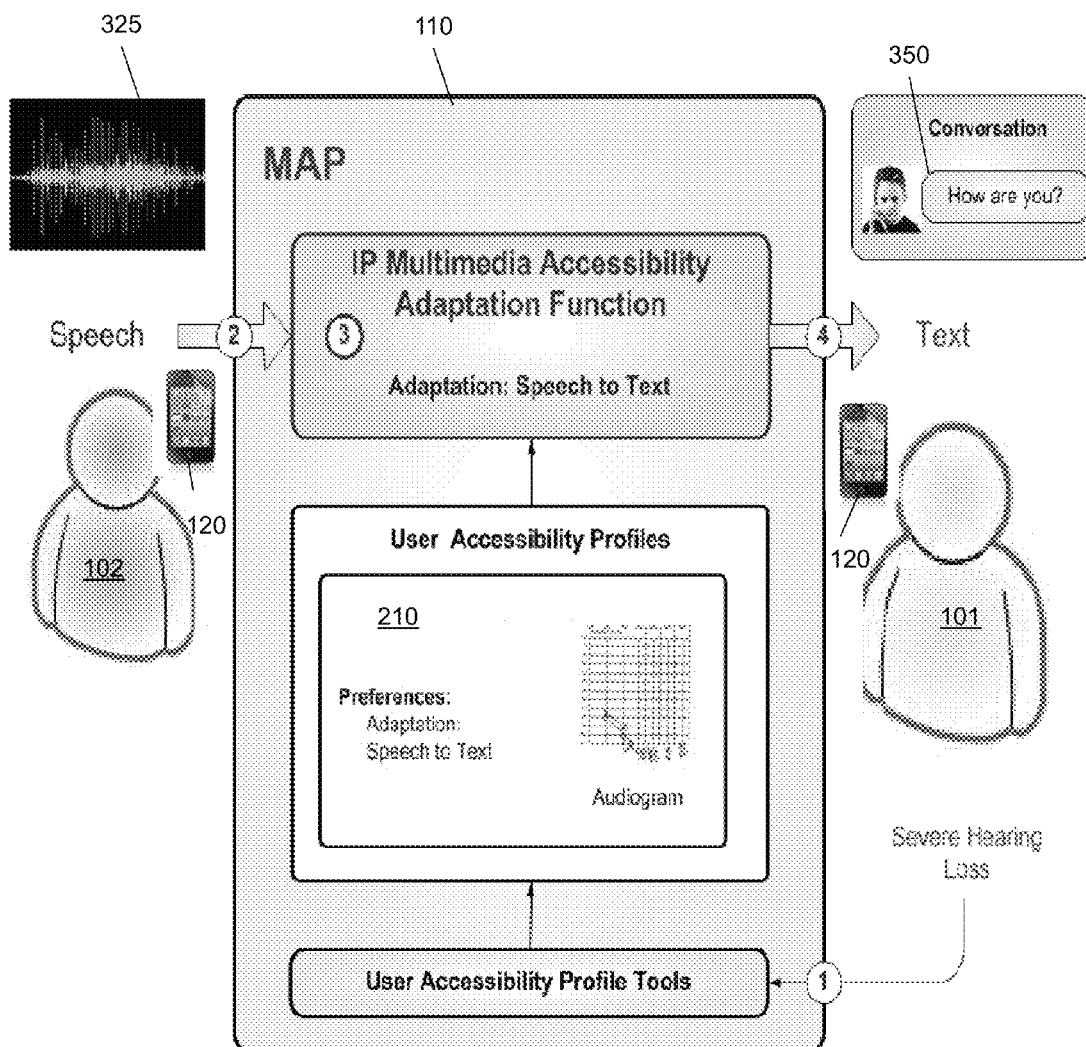 325
110
350
Conversation
How are you?
MAP
IP Multimedia Accessibility
Adaptation Function
Speech
2
3
4
Text
Adaptation: Speech to Text
120
120
User Accessibility Profiles
102
101
210
Preferences:
Adaptation:
Speech to Text
Audiogram
Severe Hearing
Loss
User Accessibility Profile Tools
1